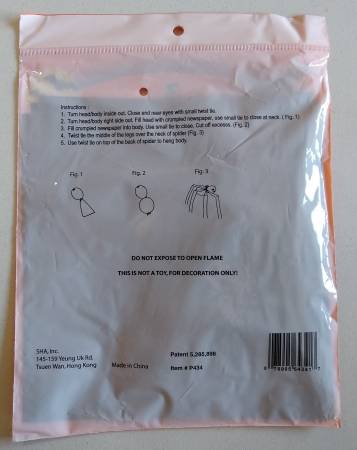 Instructions :
1. Turn head/body inside out. Close end near eyes with small twist tie.
2. Turn head/body right side out. Fill head with crumpled newspaper, use small tie to close at neck. ( Fig. 1)
3. Fill crumpled newspaper into body. Use small tie to close. Cut off excesss. (Fig. 2)
4. Twist tie the middle of the legs over the neck of spider (Fig. 3)
5. Use twist tie on top of the back of spider to hang body.
Fig. 1 Fig. 2 Fig. 3
DO NOT EXPOSE TO OPEN FLAME
THIS IS NOT A TOY, FOR DECORATION ONLY!
SHA, Inc.
145-159 Yeung Uk Rd.
Tsuen Wan, Hong Kong
Made in China
Patent 5,265,898
Item # P434